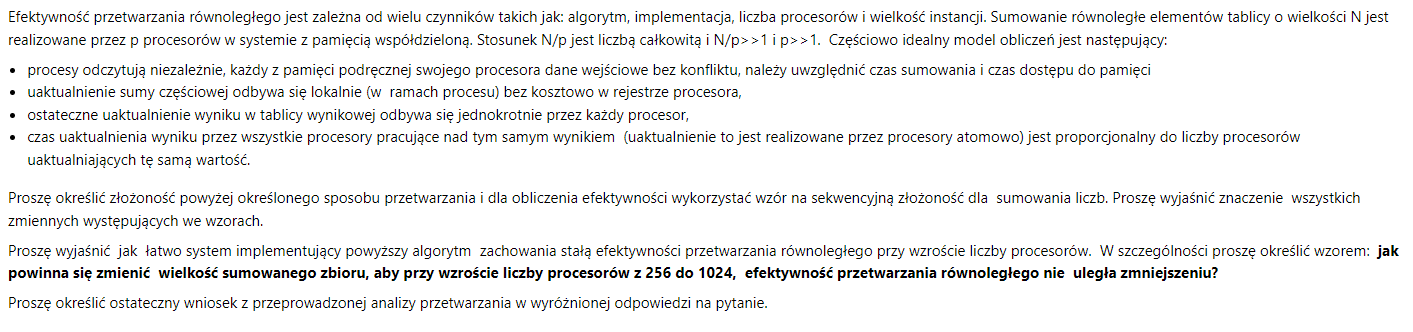 Efektywność przetwarzania równoległego jest zależna od wielu czynników takich jak: algorytm, implementacja, liczba procesorów i wielkość instancji. Sumowanie równoległe elementów tablicy o wielkości N jest
realizowane przez p procesorów w systemie z pamięcią współdzieloną. Stosunek N/p jest liczbą całkowitą i N/p>>1 i p>>1.  Częściowo idealny model obliczeń jest następujący:
• procesy odczytują niezależnie, każdy z pamięci podręcznej swojego procesora dane wejściowe bez konfliktu, należy uwzględnić czas sumowania i czas dostępu do pamięci
• uaktualnienie sumy częściowej odbywa się lokalnie (w  ramach procesu) bez kosztowo w rejestrze procesora,
• ostateczne uaktualnienie wyniku w tablicy wynikowej odbywa się jednokrotnie przez każdy procesor,
• czas uaktualnienia wyniku przez wszystkie procesory pracujące nad tym samym wynikiem  (uaktualnienie to jest realizowane przez procesory atomowo) jest proporcjonalny do liczby procesorów
uaktualniających tę samą wartość.
Proszę określić złożoność powyżej określonego sposobu przetwarzania i dla obliczenia efektywności wykorzystać wzór na sekwencyjną złożoność dla  sumowania liczb. Proszę wyjaśnić znaczenie  wszystkich
zmiennych występujących we wzorach.
Proszę wyjaśnić  jak  łatwo system implementujący powyższy algorytm  zachowania stałą efektywności przetwarzania równoległego przy wzroście liczby procesorów.  W szczególności proszę określić wzorem:  jak
powinna się zmienić  wielkość sumowanego zbioru, aby przy wzroście liczby procesorów z 256 do 1024,  efektywność przetwarzania równoległego nie  uległa zmniejszeniu?
Proszę określić ostateczny wniosek z przeprowadzonej analizy przetwarzania w wyróżnionej odpowiedzi na pytanie.